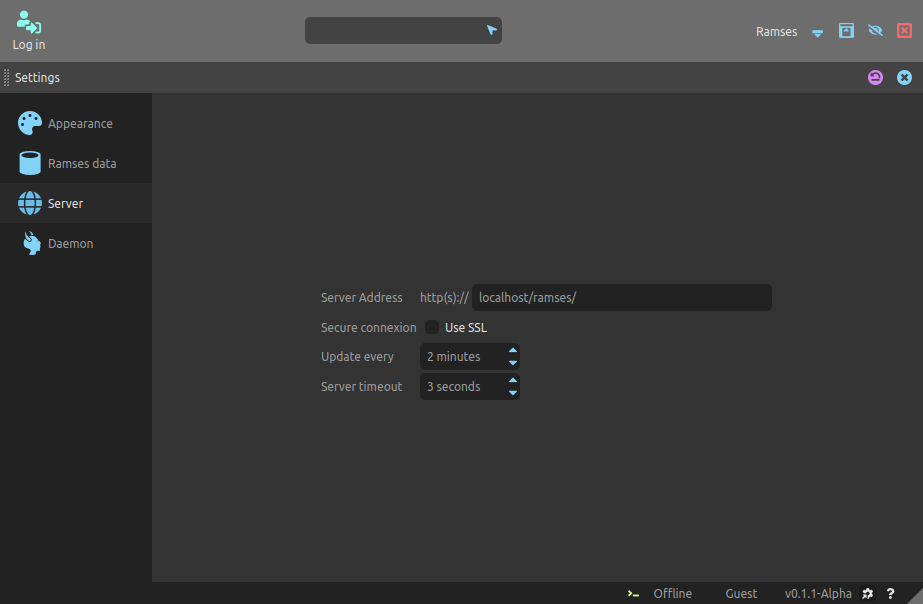 Log in
Ramses
Settings
Appearance
Ramses data
Server
Daemon
Server Address http(s):// localhost/ramses/
Secure connexion Use SSL
Update every 2 minutes
Server timeout 3 seconds
Offline Guest v0.1.1-Alpha ?